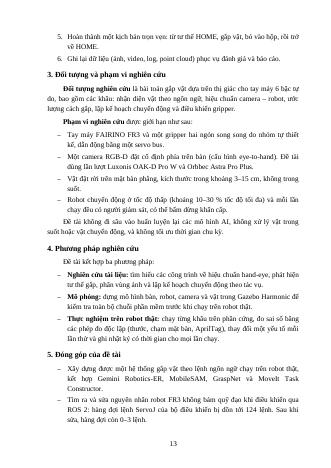 5. Hoàn thành một kịch bản trọn vẹn: từ tư thế HOME, gắp vật, bỏ vào hộp, rồi trở
về HOME.
6. Ghi lại dữ liệu (ảnh, video, log, point cloud) phục vụ đánh giá và báo cáo.
3. Đối tượng và phạm vi nghiên cứu
Đối tượng nghiên cứu là bài toán gắp vật dựa trên thị giác cho tay máy 6 bậc tự
do, bao gồm các khâu: nhận diện vật theo ngôn ngữ, hiệu chuẩn camera – robot, ước
lượng cách gắp, lập kế hoạch chuyển động và điều khiển gripper.
Phạm vi nghiên cứu được giới hạn như sau:
– Tay máy FAIRINO FR3 và một gripper hai ngón song song do nhóm tự thiết
kế, dẫn động bằng một servo bus.
– Một camera RGB-D đặt cố định phía trên bàn (cấu hình eye-to-hand). Đề tài
dùng lần lượt Luxonis OAK-D Pro W và Orbbec Astra Pro Plus.
– Vật đặt rời trên mặt bàn phẳng, kích thước trong khoảng 3–15 cm, không trong
suốt.
– Robot chuyển động ở tốc độ thấp (khoảng 10–30 % tốc độ tối đa) và mỗi lần
chạy đều có người giám sát, có thể bấm dừng khẩn cấp.
Đề tài không đi sâu vào huấn luyện lại các mô hình AI, không xử lý vật trong
suốt hoặc vật chuyển động, và không tối ưu thời gian chu kỳ.
4. Phương pháp nghiên cứu
Đề tài kết hợp ba phương pháp:
– Nghiên cứu tài liệu: tìm hiểu các công trình về hiệu chuẩn hand-eye, phát hiện
tư thế gắp, phân vùng ảnh và lập kế hoạch chuyển động theo tác vụ.
– Mô phỏng: dựng mô hình bàn, robot, camera và vật trong Gazebo Harmonic để
kiểm tra toàn bộ chuỗi phần mềm trước khi chạy trên robot thật.
– Thực nghiệm trên robot thật: chạy từng khâu trên phần cứng, đo sai số bằng
các phép đo độc lập (thước, chạm mặt bàn, AprilTag), thay đổi một yếu tố mỗi
lần thử và ghi nhật ký có thời gian cho mọi lần chạy.
5. Đóng góp của đề tài
– Xây dựng được một hệ thống gắp vật theo lệnh ngôn ngữ chạy trên robot thật,
kết hợp Gemini Robotics-ER, MobileSAM, GraspNet và MoveIt Task
Constructor.
– Tìm ra và sửa nguyên nhân robot FR3 không bám quỹ đạo khi điều khiển qua
ROS 2: hàng đợi lệnh ServoJ của bộ điều khiển bị dồn tới 124 lệnh. Sau khi
sửa, hàng đợi còn 0–3 lệnh.
13